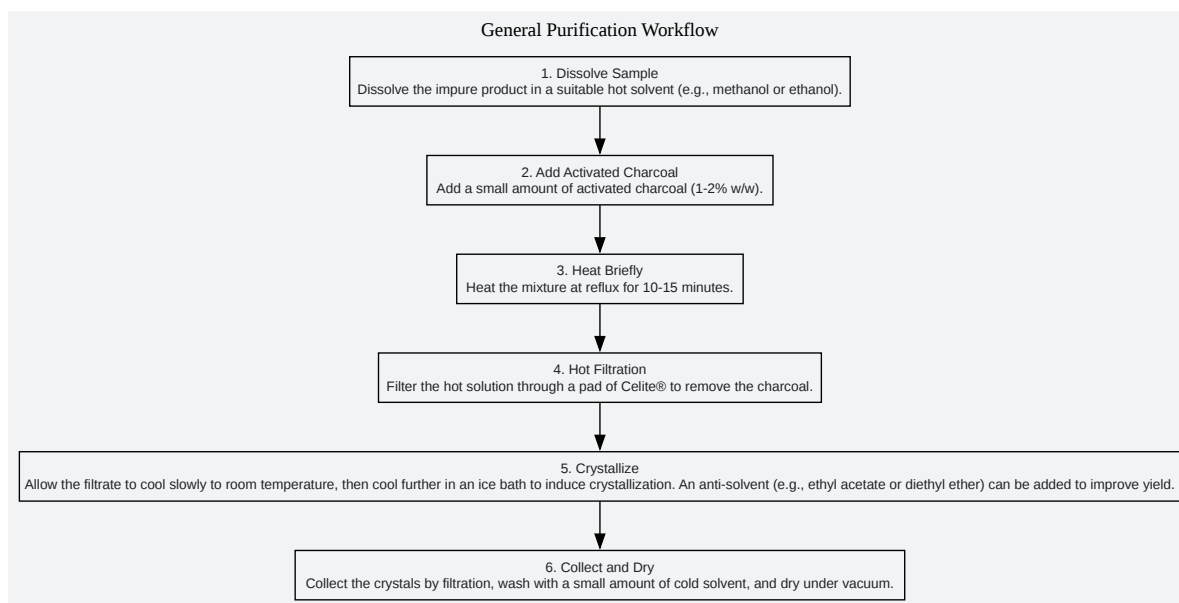 General Purification Workflow
1. Dissolve Sample
Dissolve the impure product in a suitable hot solvent (e.g., methanol or ethanol).
2. Add Activated Charcoal
Add a small amount of activated charcoal (1-2% w/w).
3. Heat Briefly
Heat the mixture at reflux for 10-15 minutes.
4. Hot Filtration
Filter the hot solution through a pad of Celite® to remove the charcoal.
5. Crystallize
Allow the filtrate to cool slowly to room temperature, then cool further in an ice bath to induce crystallization. An anti-solvent (e.g., ethyl acetate or diethyl ether) can be added to improve yield.
6. Collect and Dry
Collect the crystals by filtration, wash with a small amount of cold solvent, and dry under vacuum.